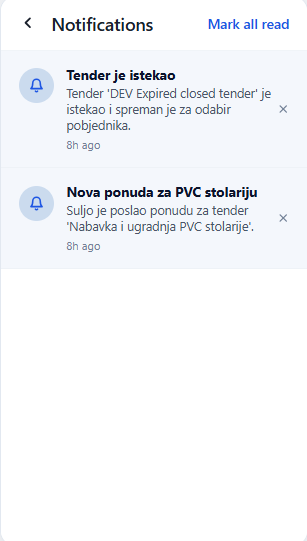 Notifications
Mark all read
Tender je istekao
Tender 'DEV Expired closed tender' je
istekao i spreman je za odabir
pobjednika.
8h ago
Nova ponuda za PVC stolariju
Suljo je poslao ponudu za tender
'Nabavka i ugradnja PVC stolarije'.
8h ago